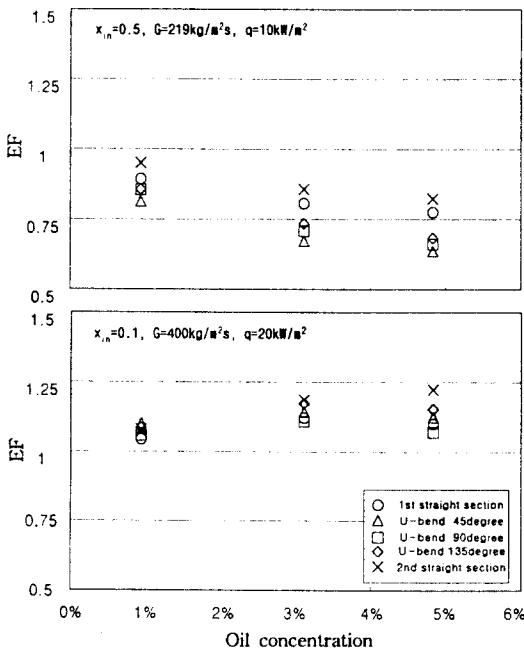 1.5
x_in=0.5, G=219kg/m²s, q=10kW/m²
1.25
EF
1
0.75
0.5
1.5
x_in=0.1, G=400kg/m²s, q=20kW/m²
1.25
EF
1
0.75
0.5
1st straight section
U-bend 45degree
U-bend 90degree
U-bend 135degree
2nd straight section
0% 1% 3% 4% 5% 6%
Oil concentration